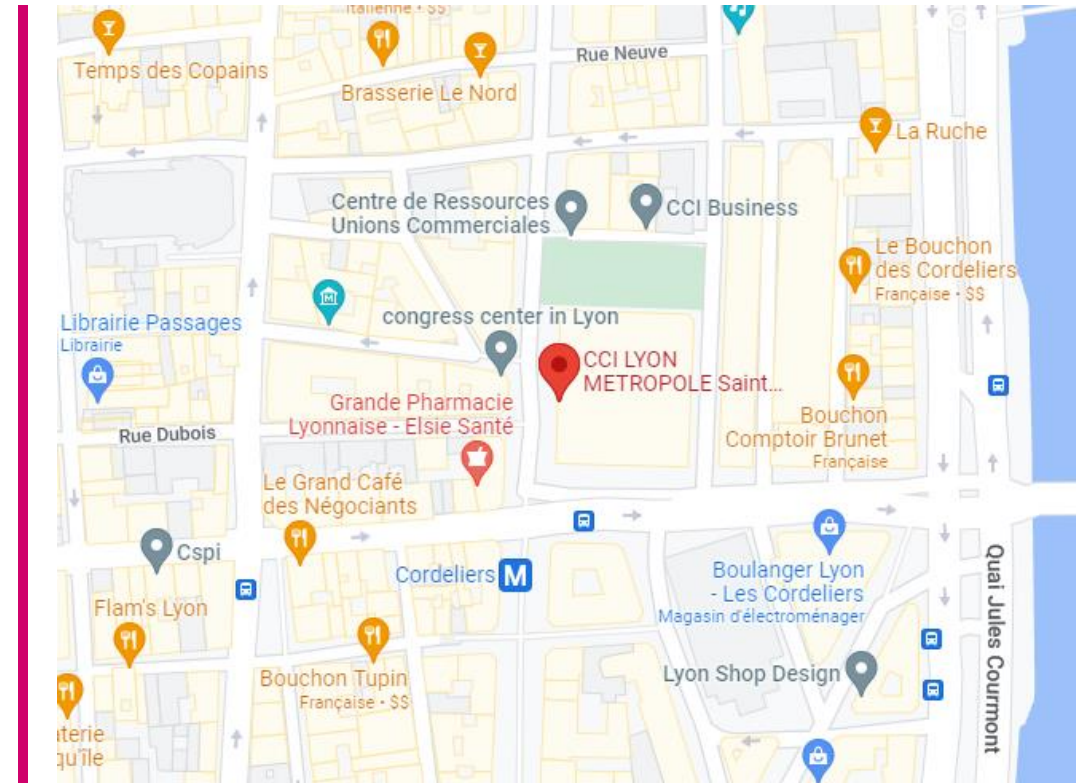 Italienne • $$
Temps des Copains
Brasserie Le Nord
Rue Neuve
La Ruche
Centre de Ressources
Unions Commerciales
CCI Business
Le Bouchon
des Cordeliers
Française • $$
Librairie Passages
Librairie
congress center in Lyon
CCI LYON
METROPOLE Saint...
Grande Pharmacie
Lyonnaise - Elsie Santé
Rue Dubois
Bouchon
Comptoir Brunet
Française
Le Grand Café
des Négociants
Cspi
Cordeliers M
Boulanger Lyon
- Les Cordeliers
Magasin d'électroménager
Quai Jules Courmont
Flam's Lyon
Bouchon Tupin
Française • $$
Lyon Shop Design